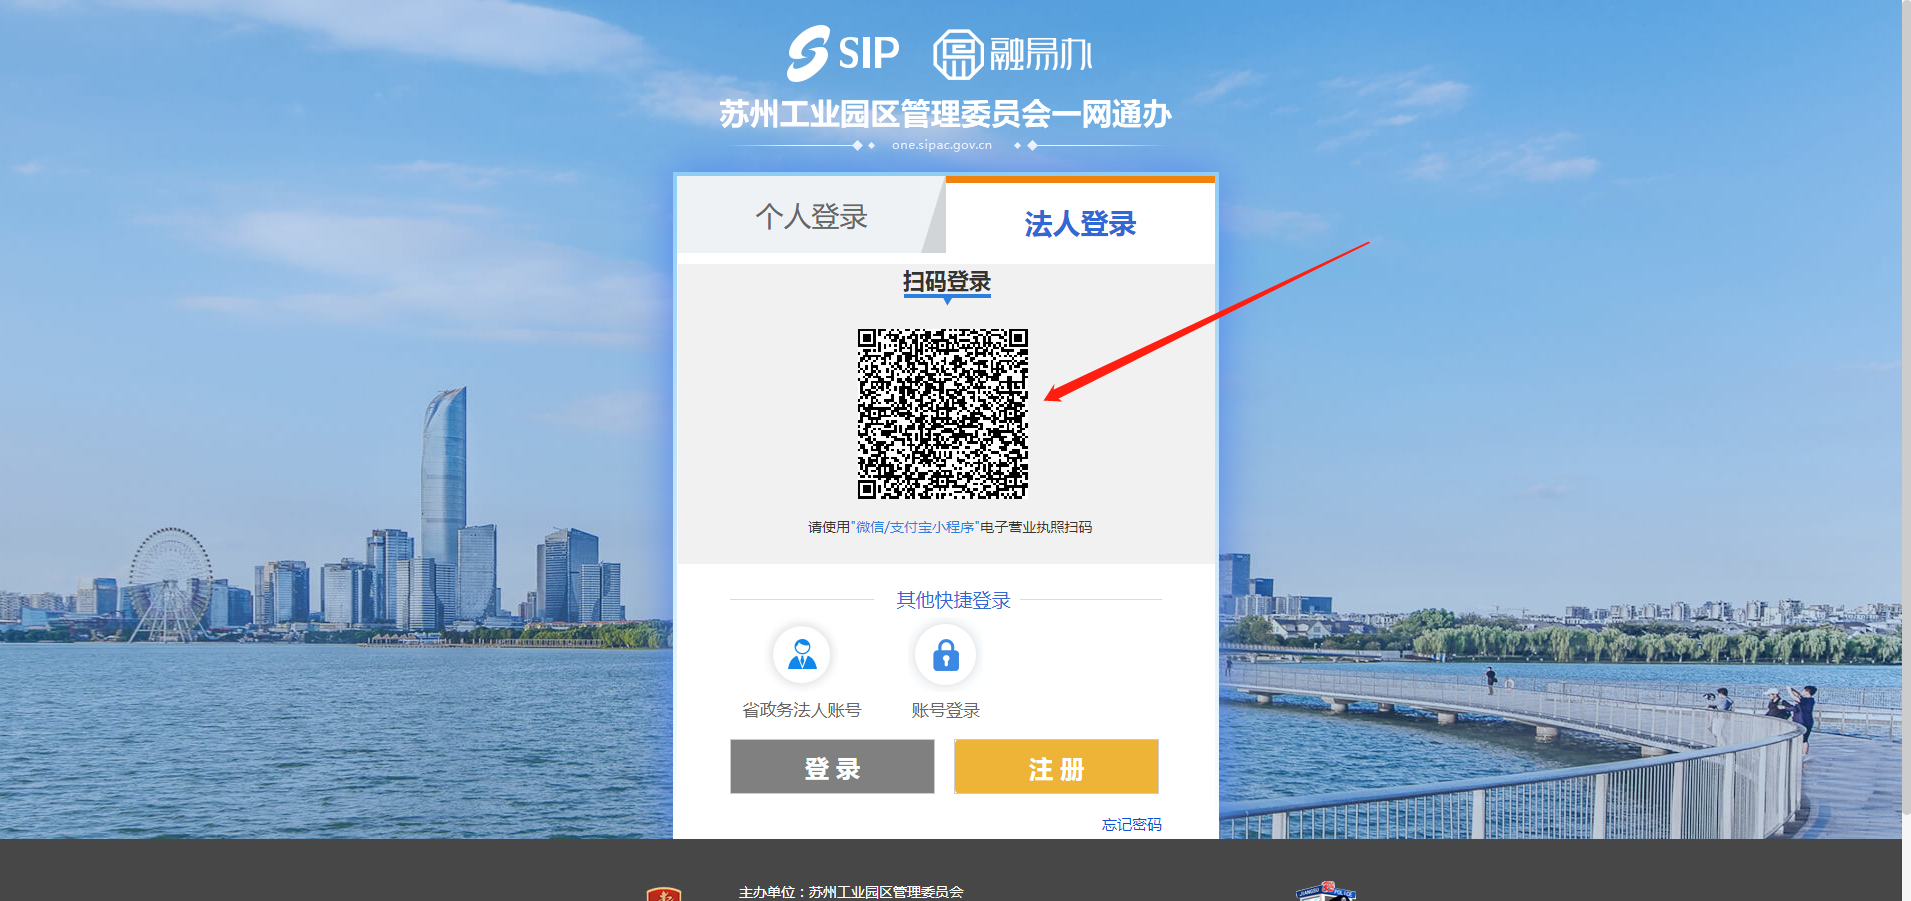 SIP 融易办
苏州工业园区管理委员会一网通办
one.sipac.gov.cn
个人登录
法人登录
扫码登录
请使用"微信/支付宝小程序"电子营业执照扫码
其他快捷登录
省政务法人账号
账号登录
登 录
注 册
忘记密码
主办单位：苏州工业园区管理委员会
JIANGSU POLICE